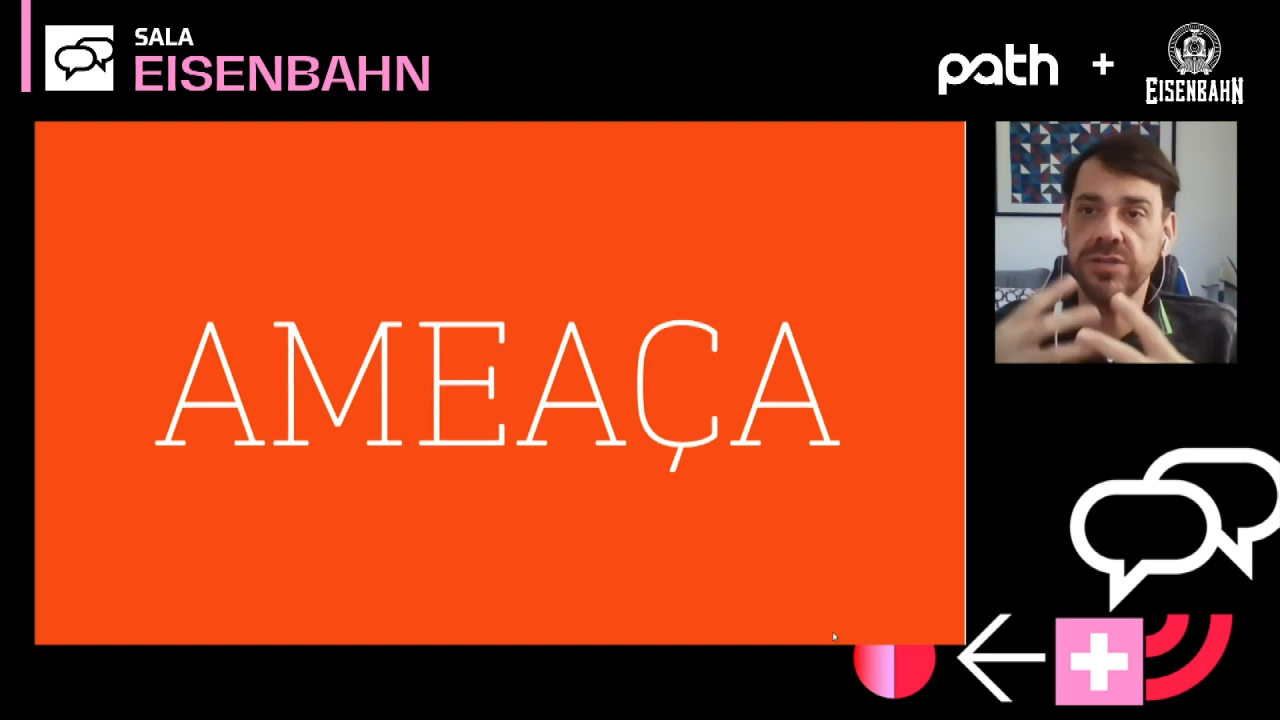 SALA
EISENBAHN
path +
EISENBAHN
AMEAÇA